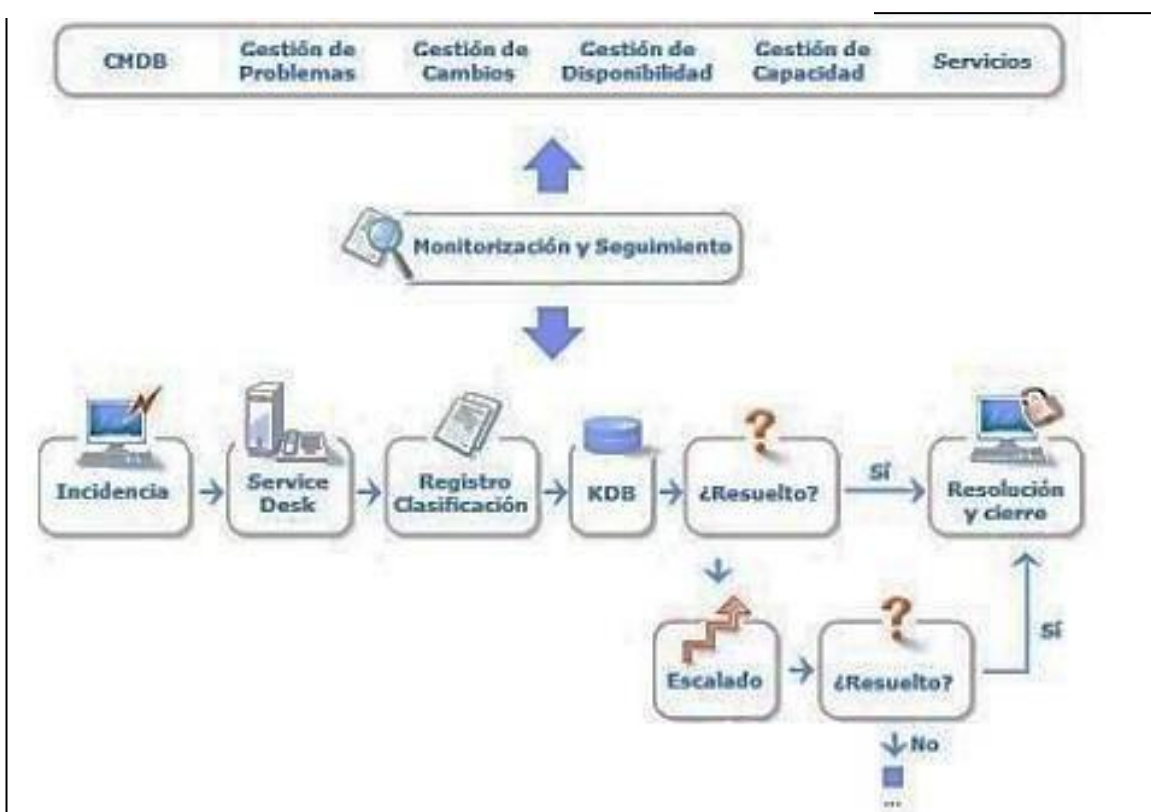 CMDB
Gestión de
Problemas
Gestión de
Cambios
Gestión de
Disponibilidad
Gestión de
Capacidad
Servicios
Monitorización y Seguimiento
Incidencia
Service
Desk
Registro
Clasificación
KDB
¿Resuelto?
Sí
Resolución
y cierre
Escalado
¿Resuelto?
Sí
No
...